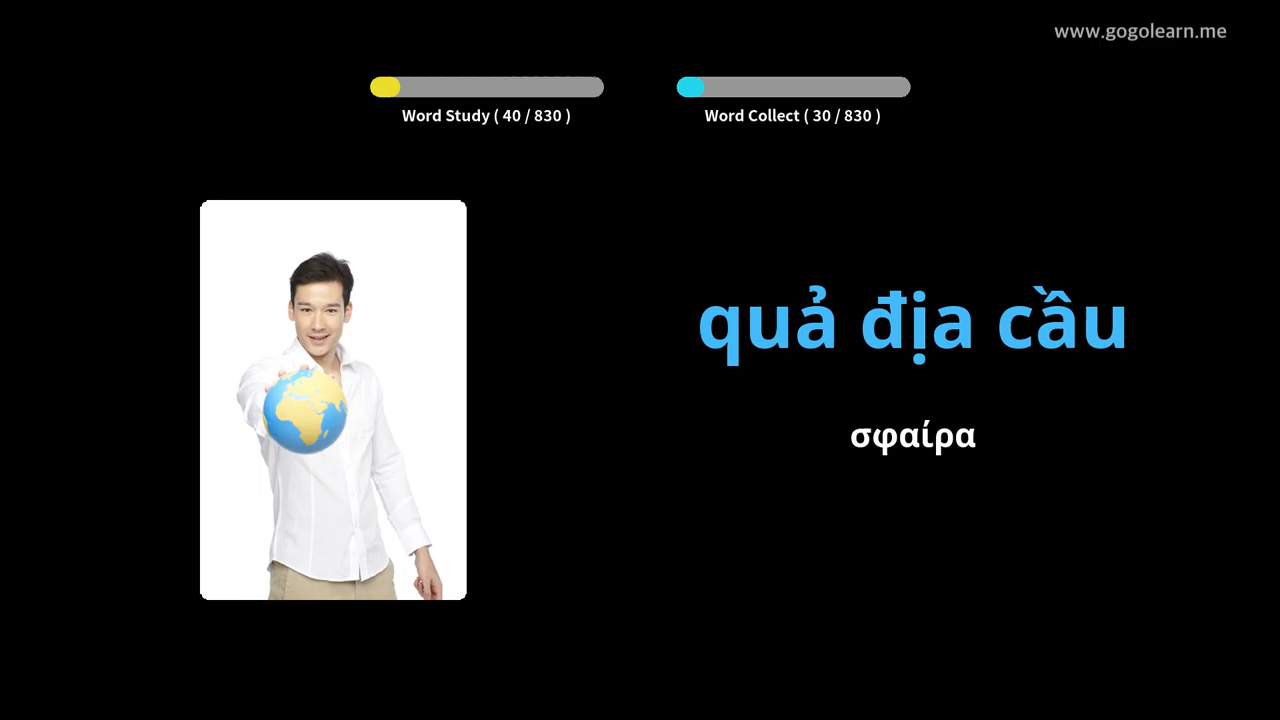 www.gogolearn.me
Word Study ( 40 / 830 )
Word Collect ( 30 / 830 )
quả địa cầu
σφαίρα